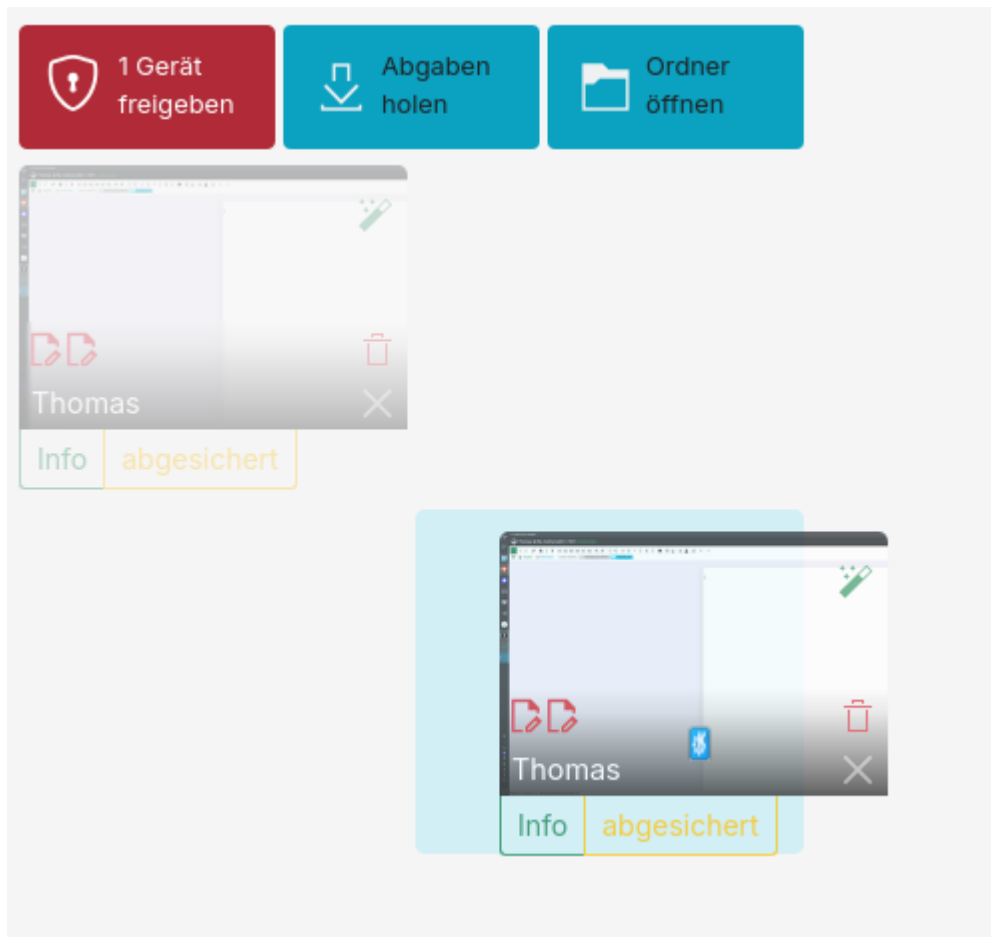 1 Gerät
freigeben
Abgaben
holen
Ordner
öffnen
Thomas
Info
abgesichert
Thomas
Info
abgesichert